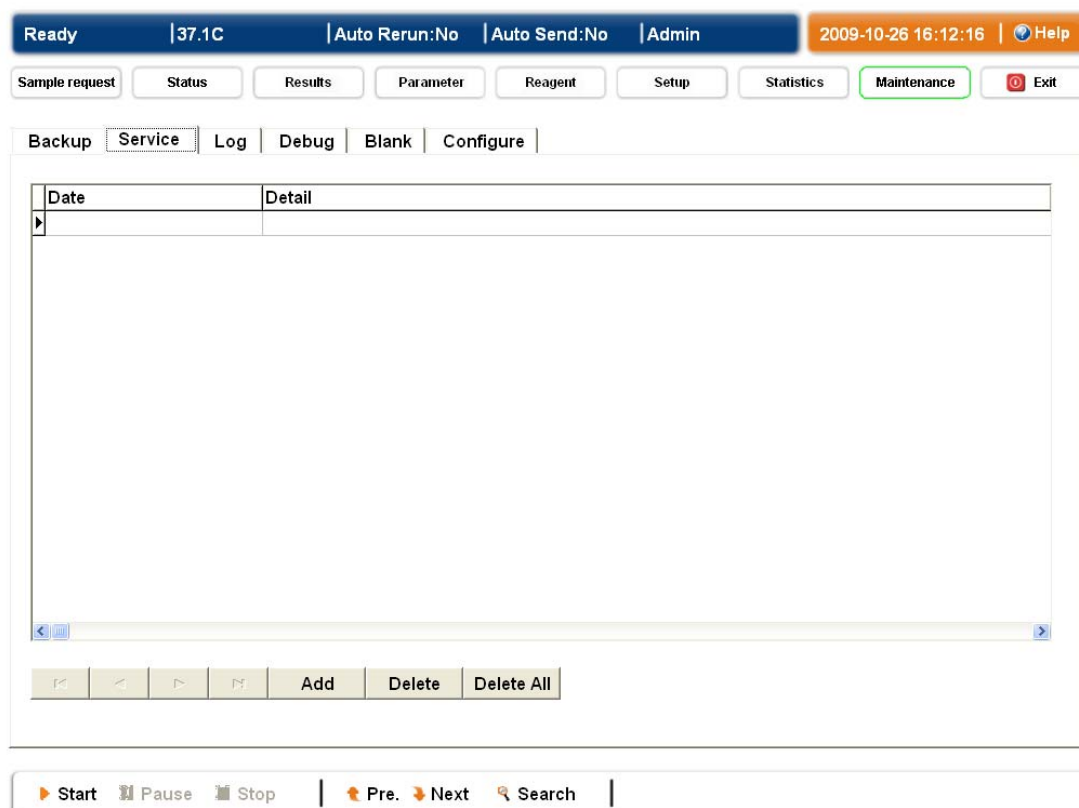 Ready |37.1C |Auto Rerun:No |Auto Send:No |Admin 2009-10-26 16:12:16 | Help
Sample request Status Results Parameter Reagent Setup Statistics Maintenance Exit
Backup Service Log Debug Blank Configure
Date Detail
Add Delete Delete All
Start Pause Stop | Pre. Next Search |